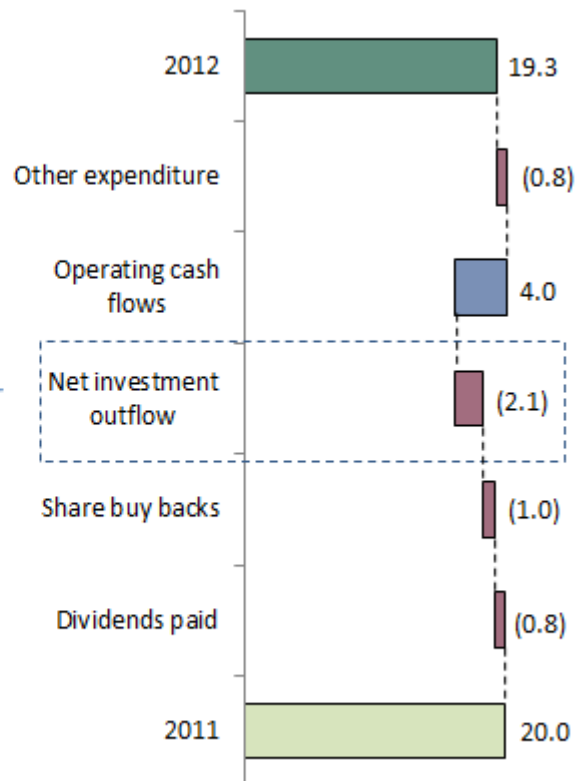 2012
19.3
Other expenditure
(0.8)
Operating cash
flows
4.0
Net investment
outflow
(2.1)
Share buy backs
(1.0)
Dividends paid
(0.8)
2011
20.0